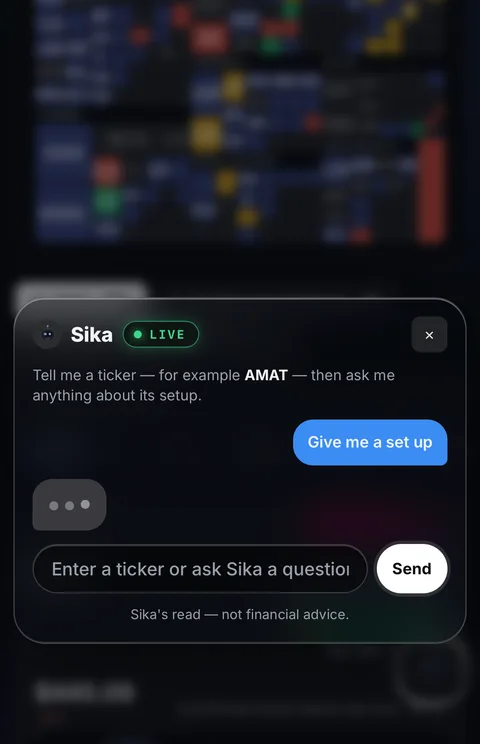 Sika
LIVE
×
Tell me a ticker — for example AMAT — then ask me
anything about its setup.
Give me a set up
Enter a ticker or ask Sika a question
Send
Sika's read — not financial advice.